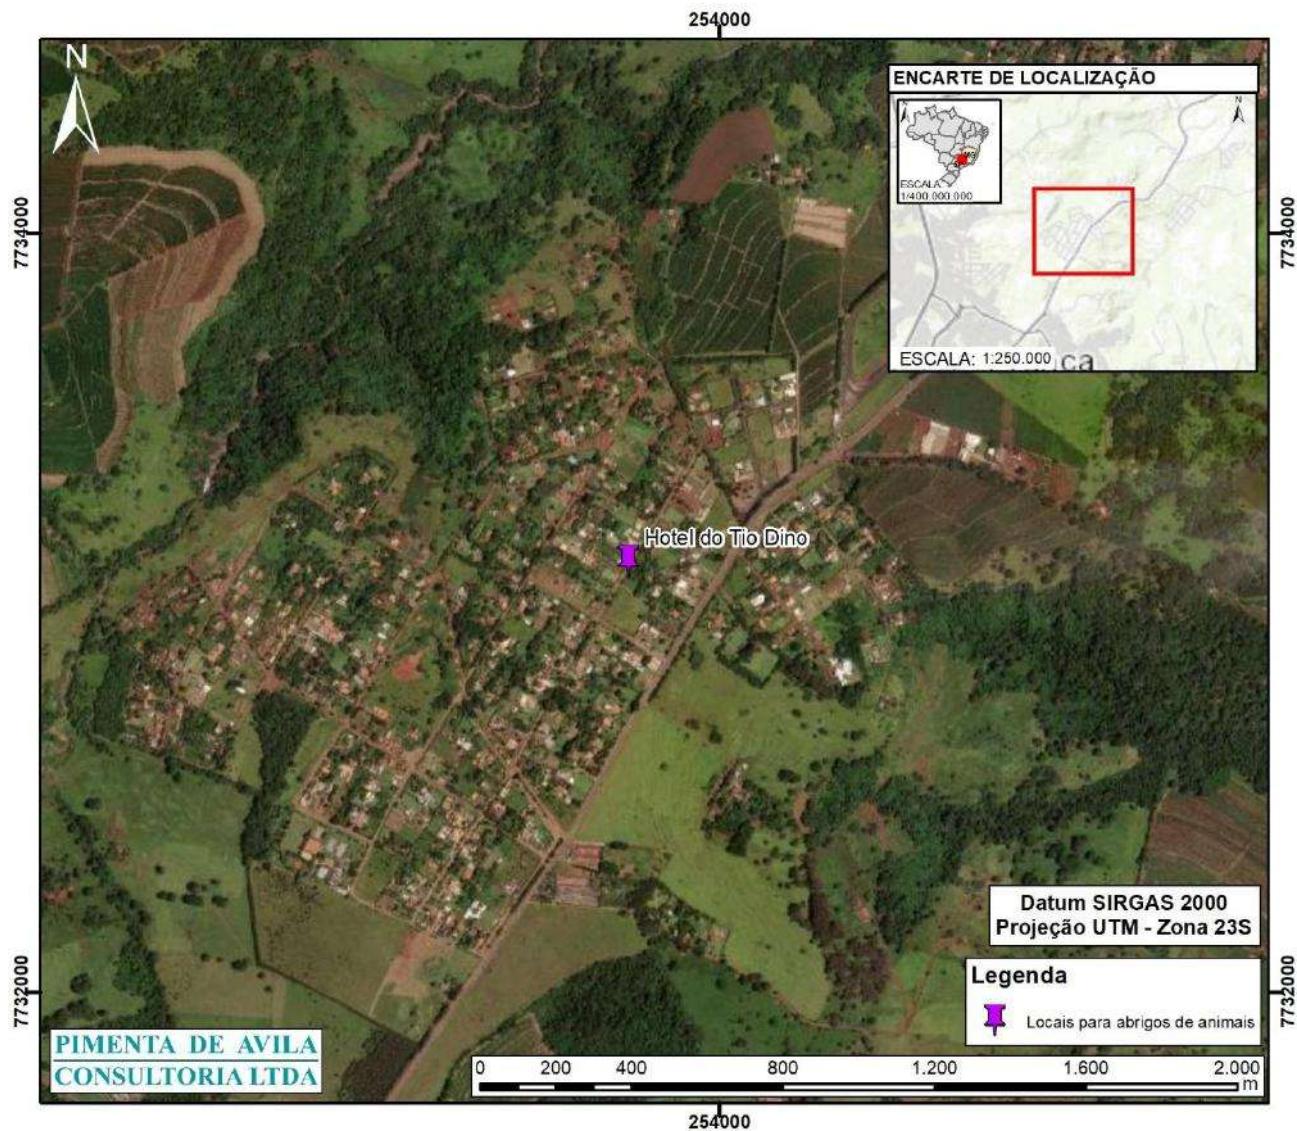 254000
N
ENCARTE DE LOCALIZAÇÃO
N
ESCALA:
1/400.000.000
ESCALA: 1:250.000
7734000
7734000
Hotel do Tio Dino
Datum SIRGAS 2000
Projeção UTM - Zona 23S
Legenda
Locais para abrigos de animais
7732000
7732000
PIMENTA DE AVILA
CONSULTORIA LTDA
0 200 400 800 1.200 1.600 2.000
m
254000